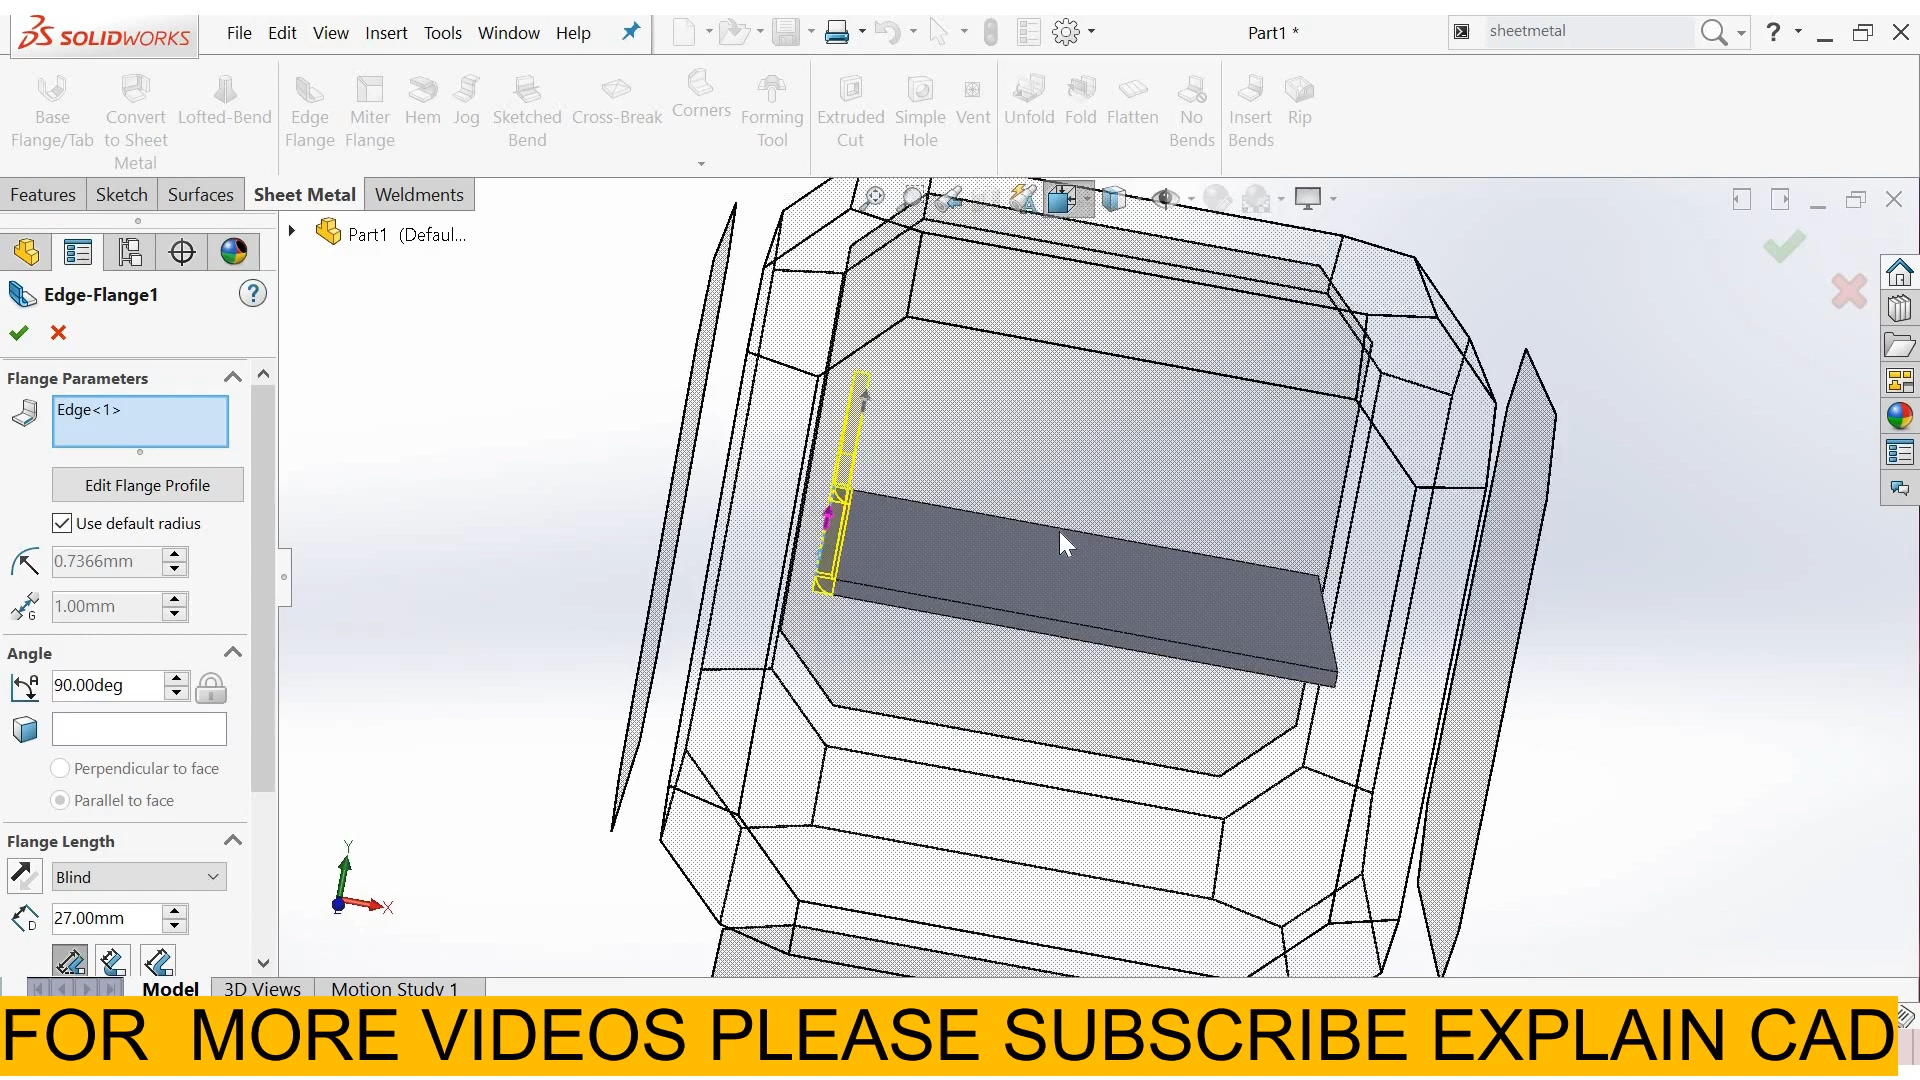 SOLIDWORKS File Edit View Insert Tools Window Help Part1 * sheetmetal ?
Base Flange/Tab
Convert to Sheet Metal
Lofted-Bend
Edge Flange
Miter Flange
Hem
Jog
Sketched Bend
Cross-Break
Corners
Forming Tool
Extruded Cut
Simple Hole
Vent
Unfold
Fold
Flatten
No Bends
Insert Bends
Rip
Features Sketch Surfaces Sheet Metal Weldments
Part1 (Defaul...
Edge-Flange1 ?
Flange Parameters
Edge<1>
Edit Flange Profile
Use default radius
0.7366mm
1.00mm
Angle
90.00deg
Perpendicular to face
Parallel to face
Flange Length
Blind
27.00mm
Y
X
Z
Model 3D Views Motion Study 1
FOR MORE VIDEOS PLEASE SUBSCRIBE EXPLAIN CAD